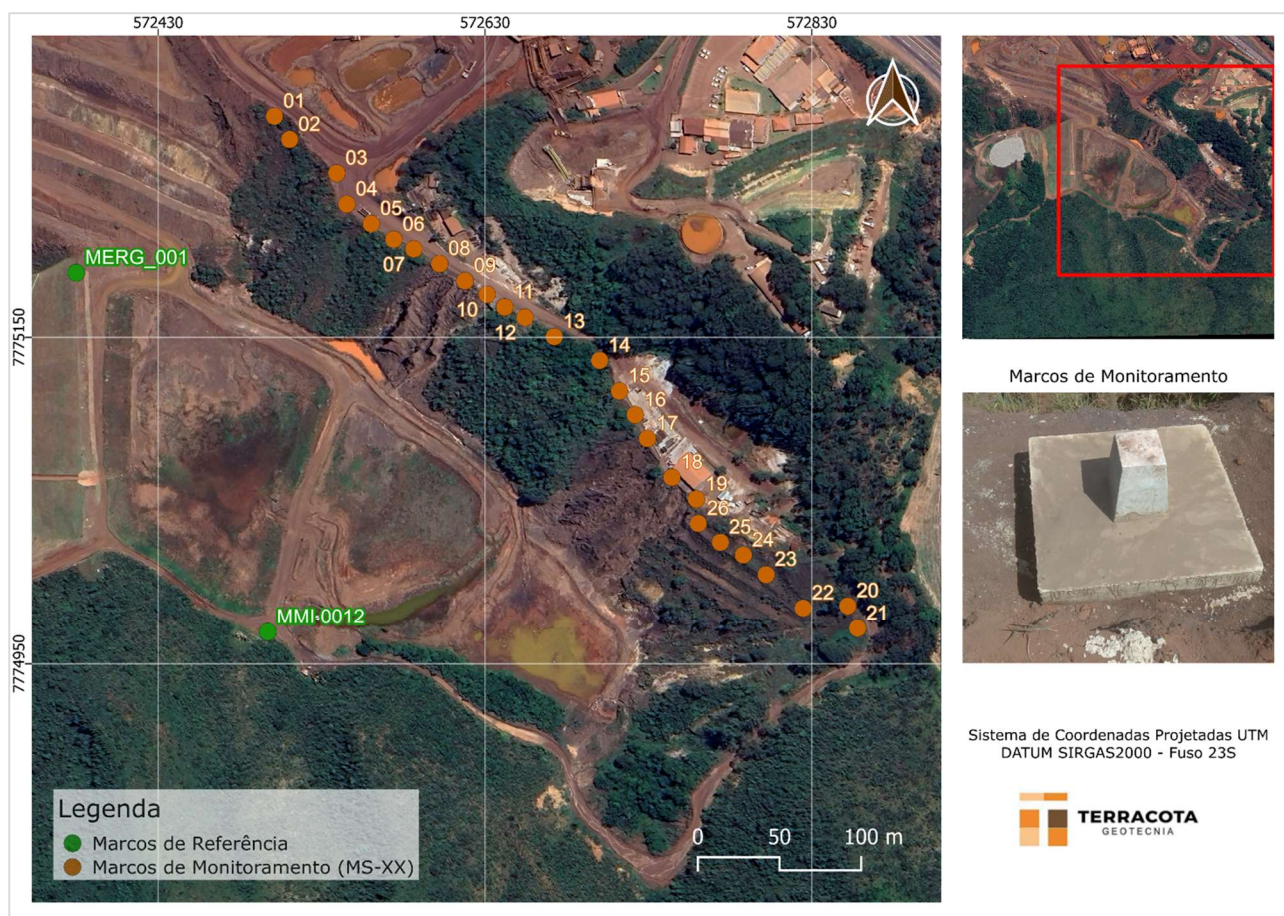 572430
572630
572830
01
02
03
04
05
06
07
08
09
10
11
12
13
14
15
16
17
18
19
26
25
24
23
22
20
21
MERG_001
MMI-0012
7775150
7774950
Legenda
Marcos de Referência
Marcos de Monitoramento (MS-XX)
0 50 100 m
Marcos de Monitoramento
Sistema de Coordenadas Projetadas UTM
DATUM SIRGAS2000 - Fuso 23S
TERRACOTA
GEOTECNIA